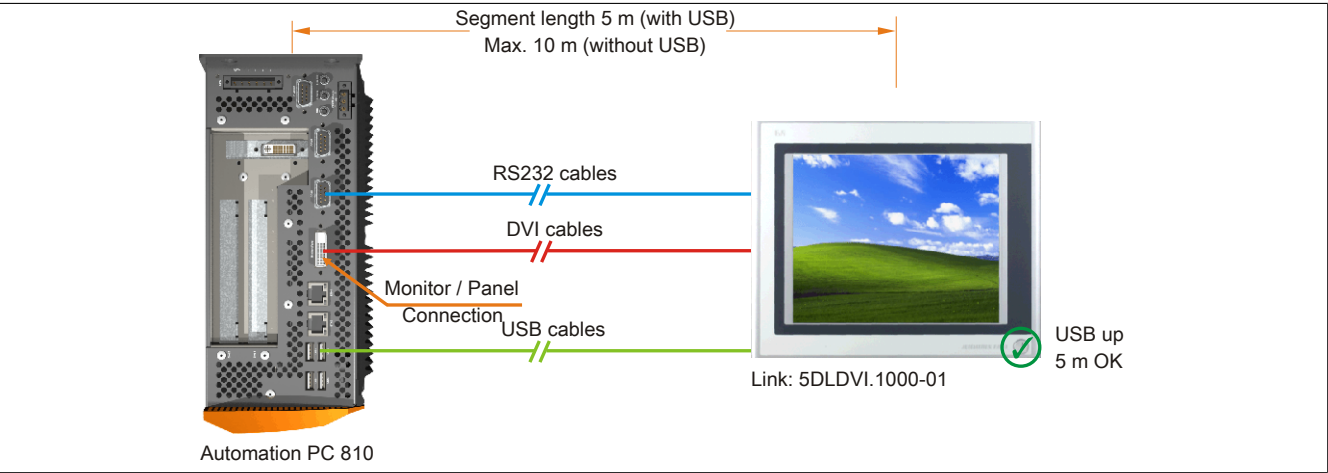 Segment length 5 m (with USB)
Max. 10 m (without USB)
RS232 cables
DVI cables
Monitor / Panel
Connection
USB cables
USB up
5 m OK
Link: 5DLDVI.1000-01
Automation PC 810